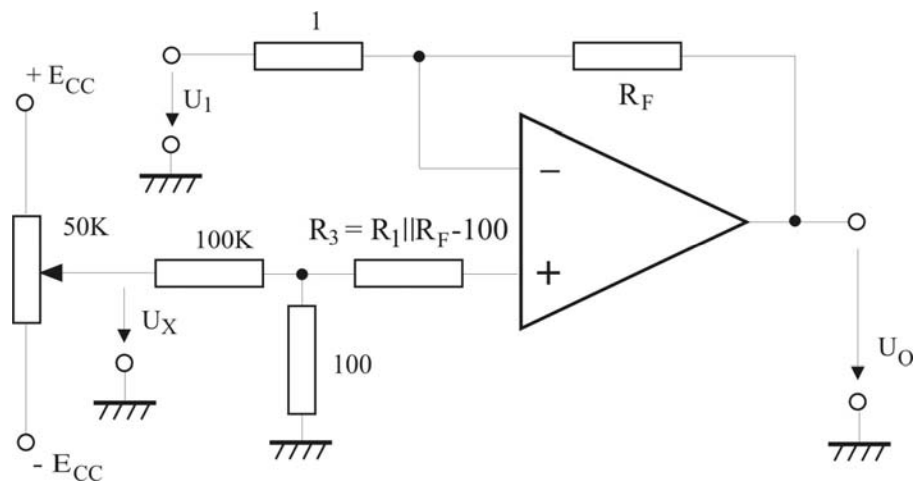 1
+ E_CC
U_1
R_F
−
50K
100K
R_3 = R_1||R_F-100
+
U_X
100
U_O
- E_CC